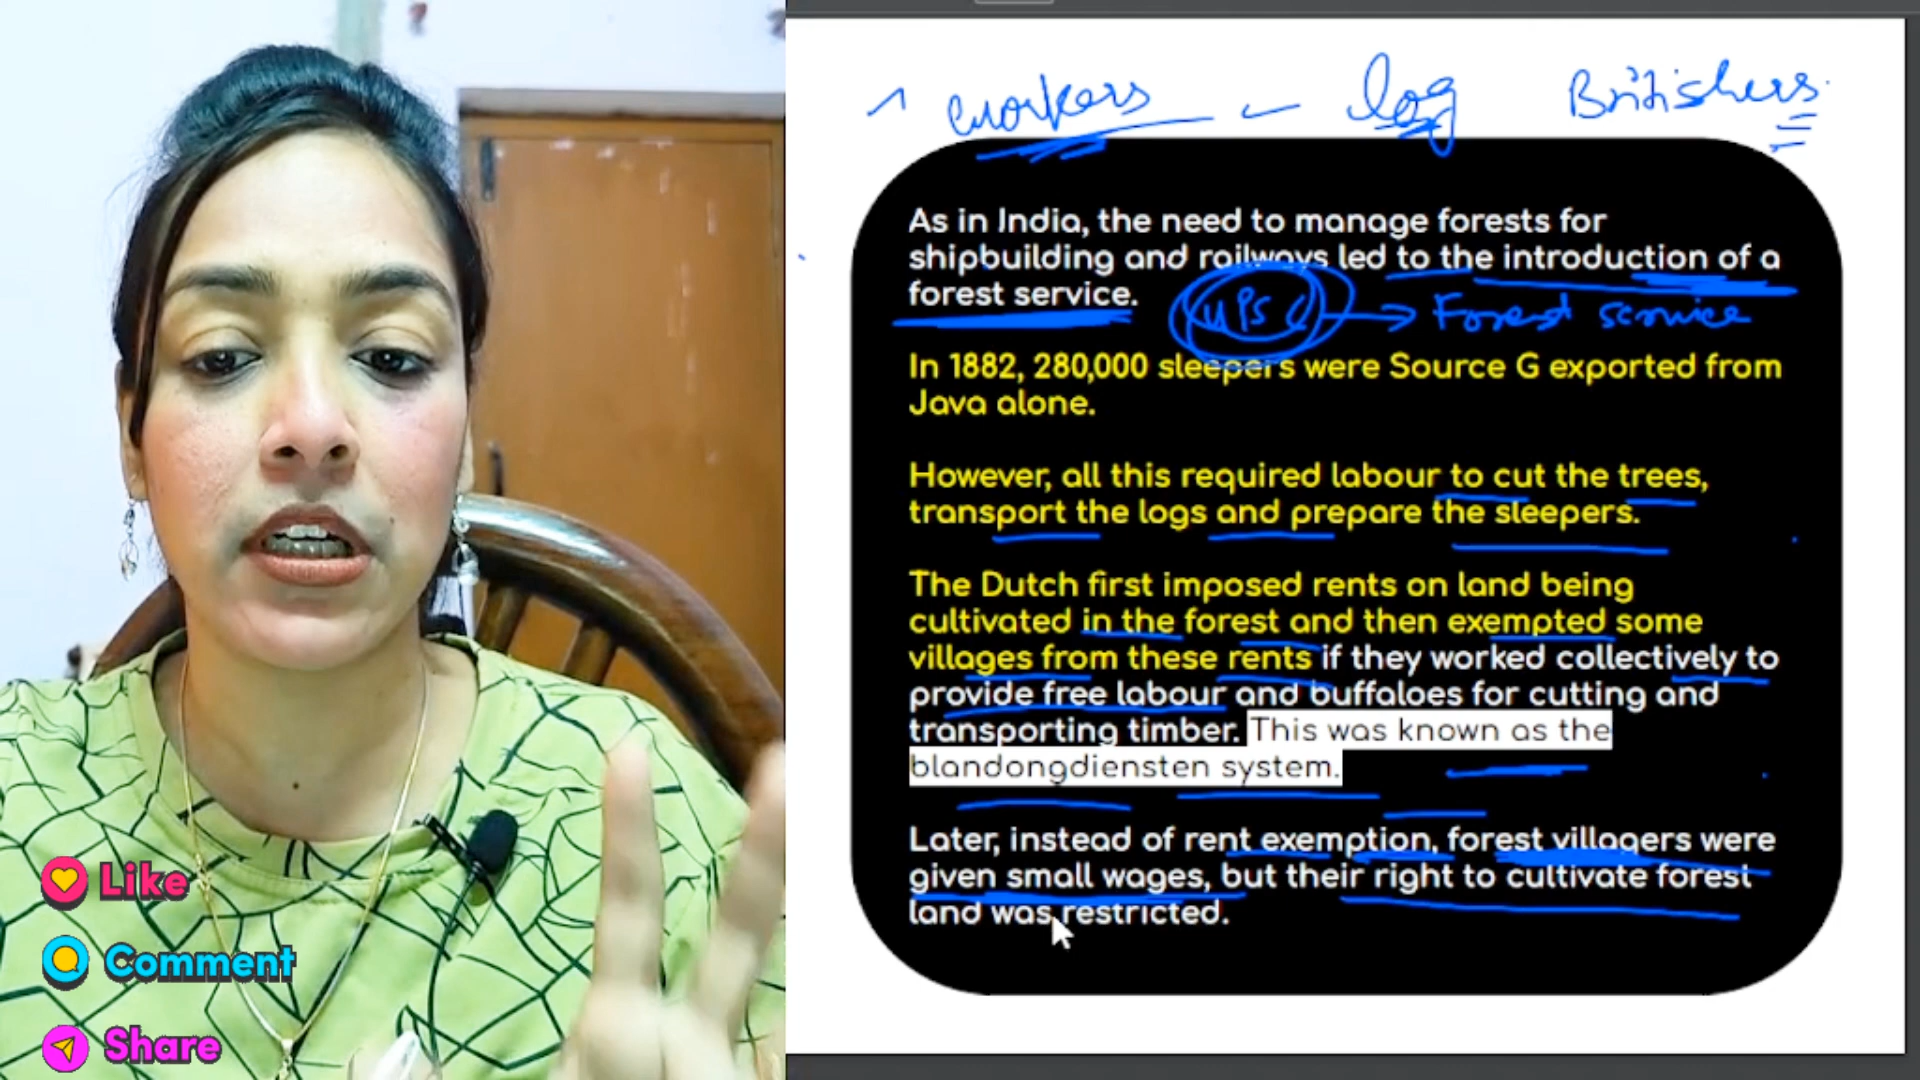 workers log Britishers
As in India, the need to manage forests for
shipbuilding and railways led to the introduction of a
forest service.
UPSC → Forest service
In 1882, 280,000 sleepers were Source G exported from
Java alone.
However, all this required labour to cut the trees,
transport the logs and prepare the sleepers.
The Dutch first imposed rents on land being
cultivated in the forest and then exempted some
villages from these rents if they worked collectively to
provide free labour and buffaloes for cutting and
transporting timber. This was known as the
blandongdiensten system.
Later, instead of rent exemption, forest villagers were
given small wages, but their right to cultivate forest
land was restricted.
Like
Comment
Share